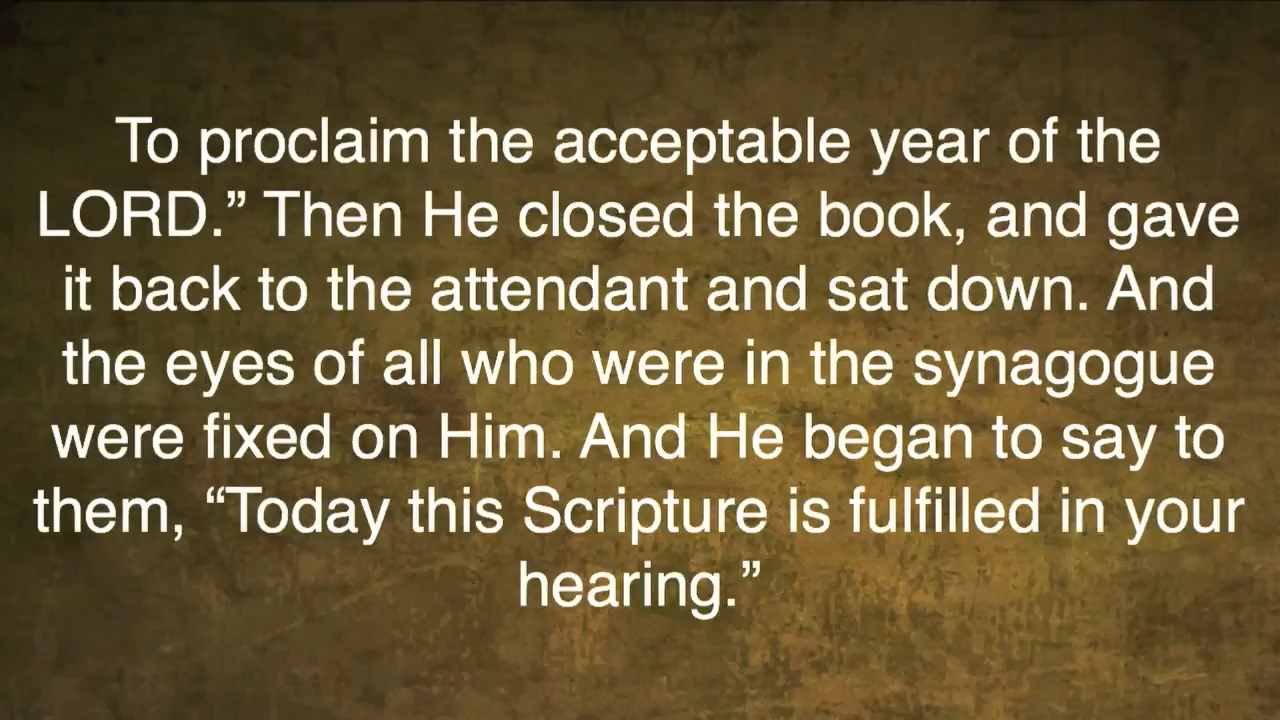 To proclaim the acceptable year of the
LORD.” Then He closed the book, and gave
it back to the attendant and sat down. And
the eyes of all who were in the synagogue
were fixed on Him. And He began to say to
them, “Today this Scripture is fulfilled in your
hearing.”